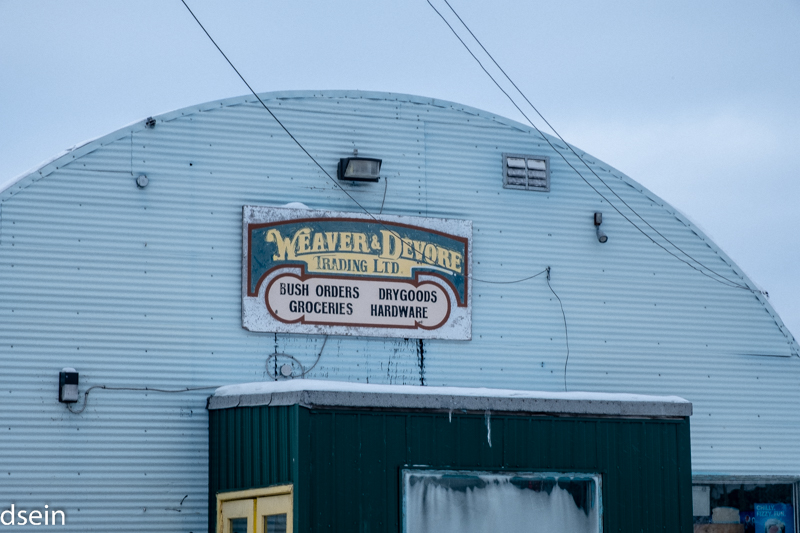 WEAVER & DEVORE
TRADING LTD.
BUSH ORDERS DRYGOODS
GROCERIES HARDWARE
dsein